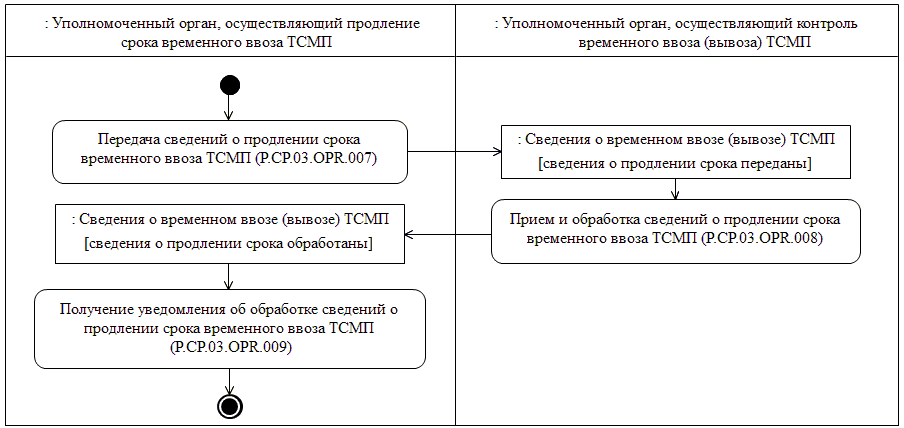 : Уполномоченный орган, осуществляющий продление
срока временного ввоза ТСМП
: Уполномоченный орган, осуществляющий контроль
временного ввоза (вывоза) ТСМП
Передача сведений о продлении срока
временного ввоза ТСМП (P.CP.03.OPR.007)
: Сведения о временном ввозе (вывозе) ТСМП
[сведения о продлении срока переданы]
: Сведения о временном ввозе (вывозе) ТСМП
[сведения о продлении срока обработаны]
Прием и обработка сведений о продлении срока
временного ввоза ТСМП (P.CP.03.OPR.008)
Получение уведомления об обработке сведений о
продлении срока временного ввоза ТСМП
(P.CP.03.OPR.009)